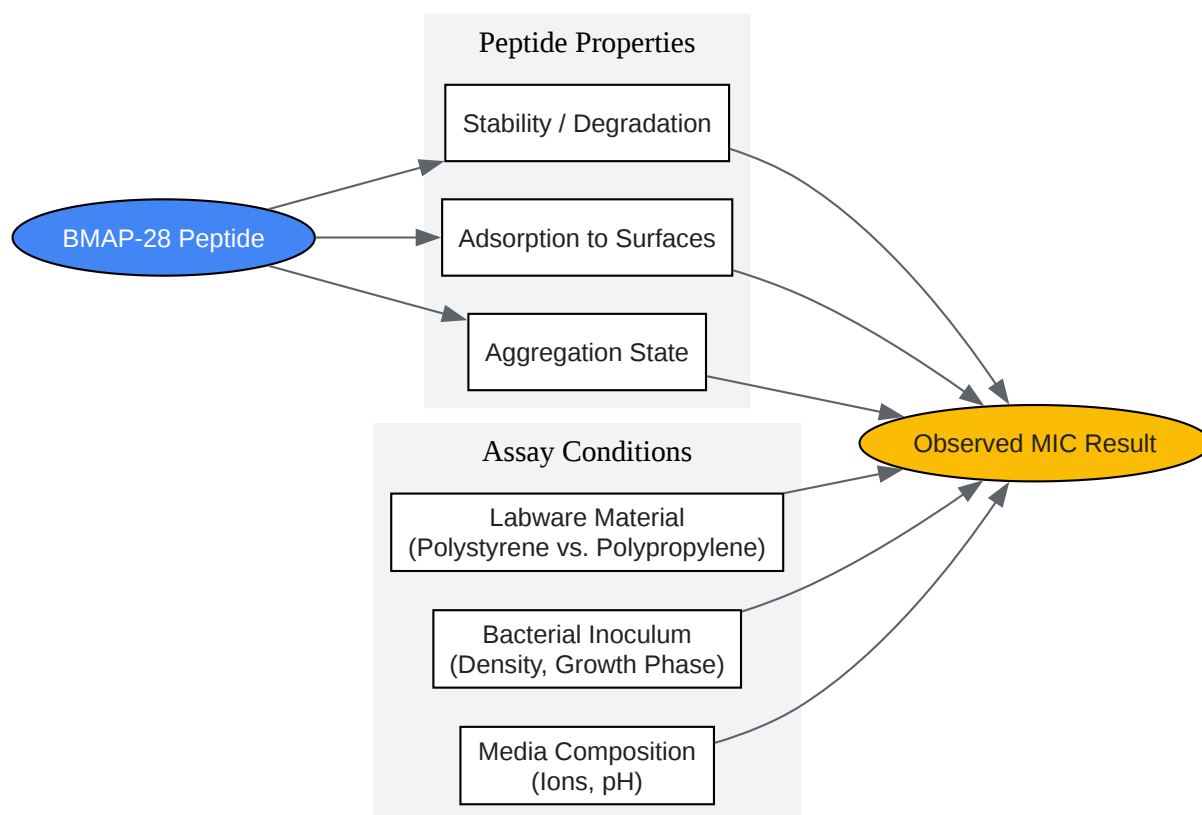 Peptide Properties
Stability / Degradation
BMAP-28 Peptide
Adsorption to Surfaces
Aggregation State
Observed MIC Result
Assay Conditions
Labware Material
(Polystyrene vs. Polypropylene)
Bacterial Inoculum
(Density, Growth Phase)
Media Composition
(Ions, pH)